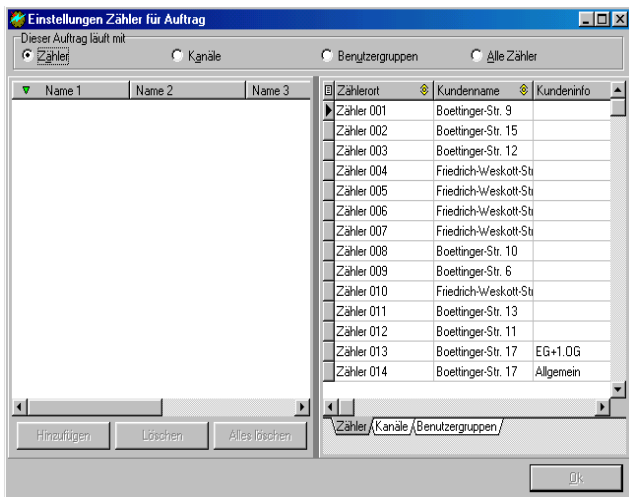 Einstellungen Zähler für Auftrag
Dieser Auftrag läuft mit
Zähler Kanäle Benutzergruppen Alle Zähler
Name 1 Name 2 Name 3
Zählerort Kundenname Kundeninfo
Zähler 001 Boettinger-Str. 9
Zähler 002 Boettinger-Str. 15
Zähler 003 Boettinger-Str. 12
Zähler 004 Friedrich-Weskott-Str
Zähler 005 Friedrich-Weskott-Str
Zähler 006 Friedrich-Weskott-Str
Zähler 007 Friedrich-Weskott-Str
Zähler 008 Boettinger-Str. 10
Zähler 009 Boettinger-Str. 6
Zähler 010 Friedrich-Weskott-Str
Zähler 011 Boettinger-Str. 13
Zähler 012 Boettinger-Str. 11
Zähler 013 Boettinger-Str. 17 EG+1.OG
Zähler 014 Boettinger-Str. 17 Allgemein
Hinzufügen Löschen Alles löschen
Zähler Kanäle Benutzergruppen
Ok